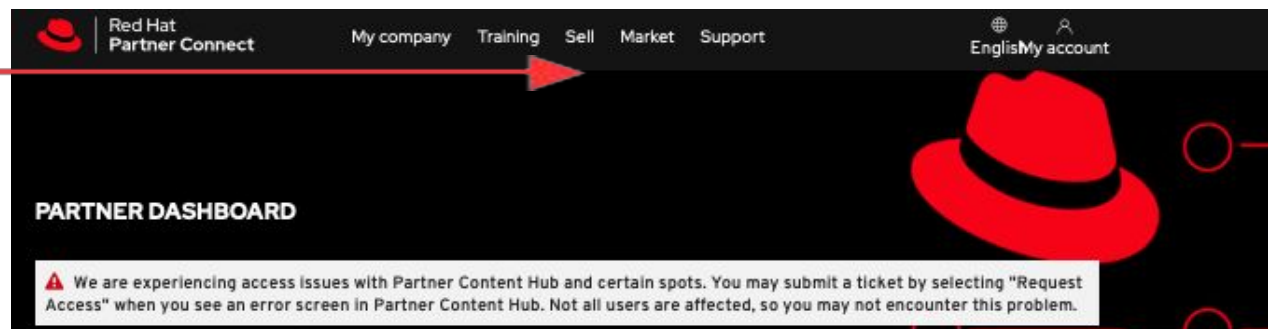 Red Hat
Partner Connect
My company Training Sell Market Support
English My account
PARTNER DASHBOARD
We are experiencing access issues with Partner Content Hub and certain spots. You may submit a ticket by selecting "Request
Access" when you see an error screen in Partner Content Hub. Not all users are affected, so you may not encounter this problem.